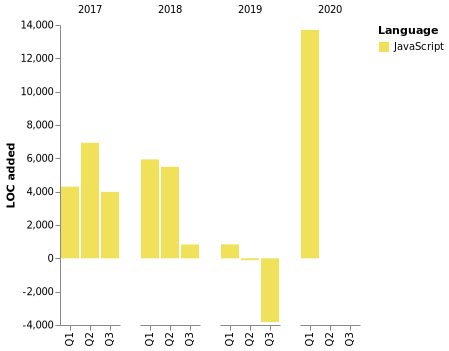 2017 2018 2019 2020
Language
JavaScript
LOC added
14,000
12,000
10,000
8,000
6,000
4,000
2,000
0
-2,000
-4,000
Q1 Q2 Q3 Q1 Q2 Q3 Q1 Q2 Q3 Q1 Q2 Q3